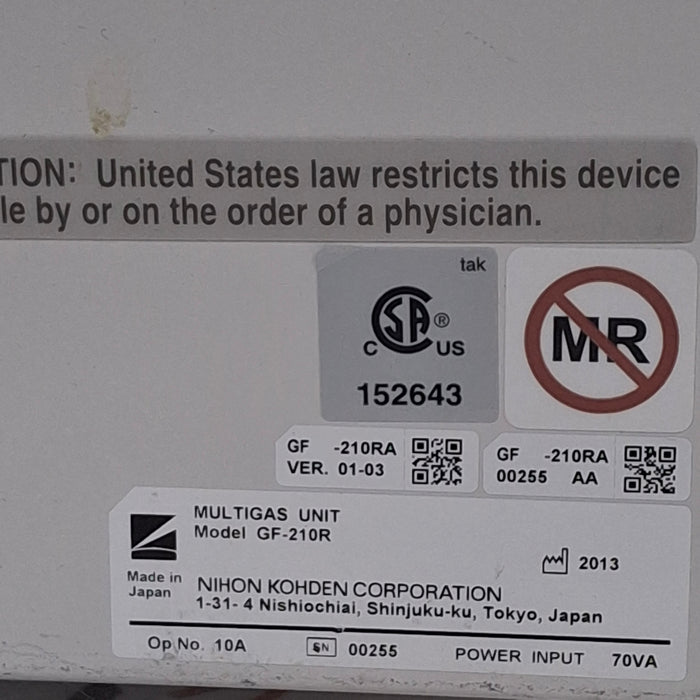 TION: United States law restricts this device
le by or on the order of a physician.
tak
CSA®
C US
152643
MR
GF -210RA
VER. 01-03
GF -210RA
00255 AA
MULTIGAS UNIT
Model GF-210R
2013
Made in
Japan
NIHON KOHDEN CORPORATION
1-31- 4 Nishiochiai, Shinjuku-ku, Tokyo, Japan
Op No. 10A
SN 00255
POWER INPUT 70VA